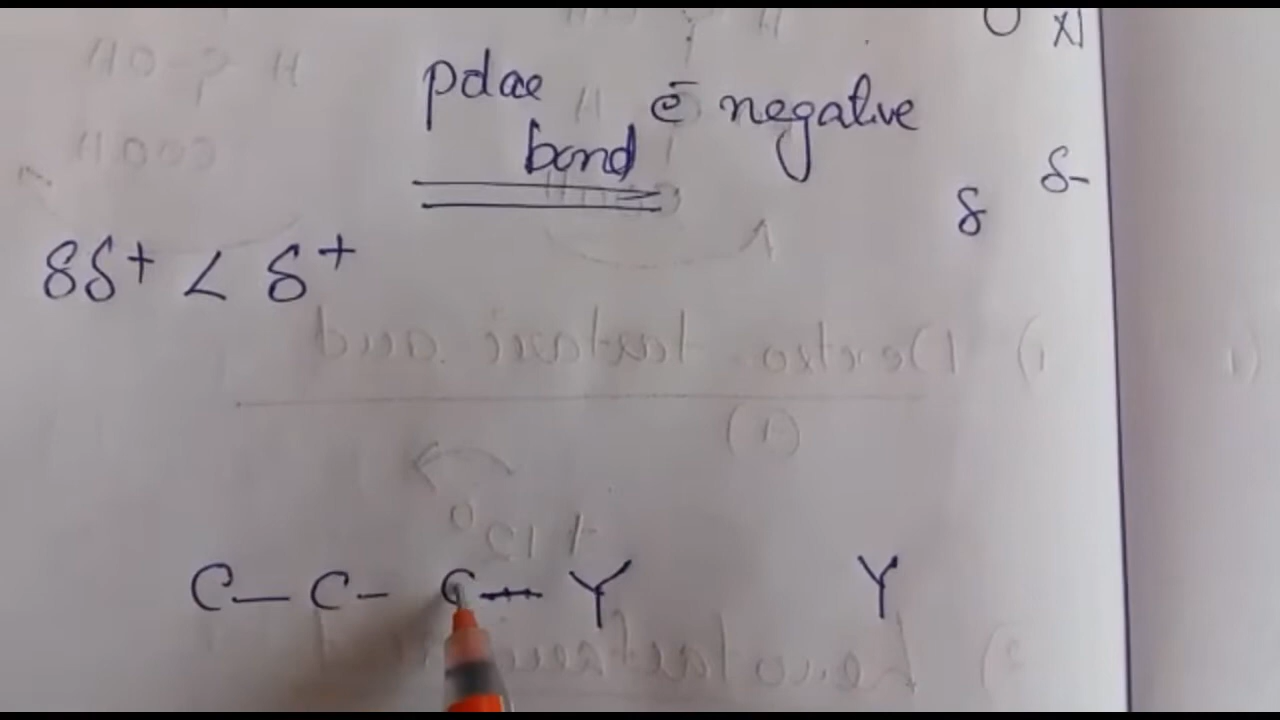 polar e- negative
bond
δ δ-
δδ+ < δ+
C - C - C - Y Y